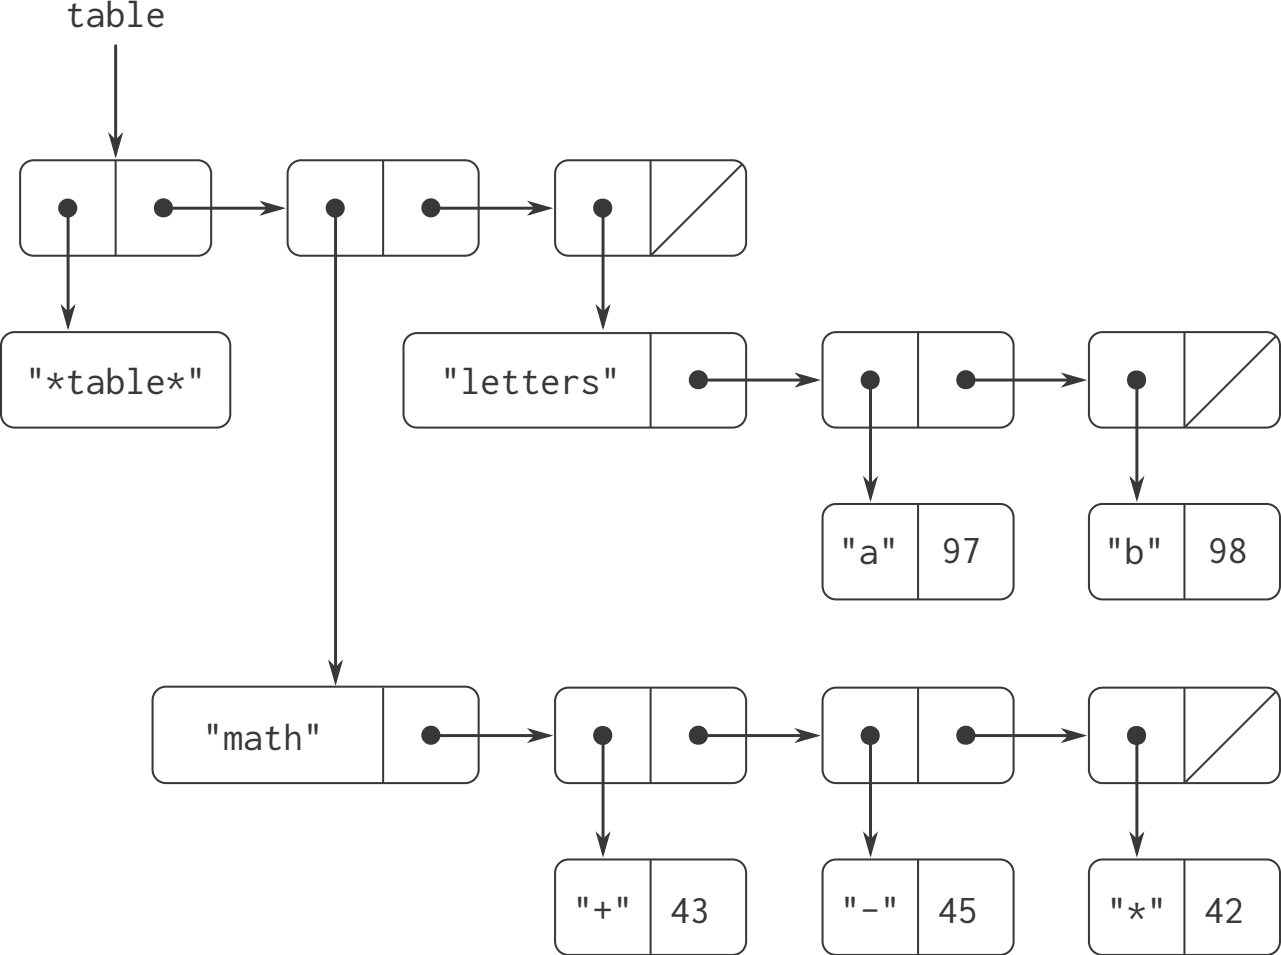 table
"*table*"
"letters"
"a" 97
"b" 98
"math"
"+" 43
"-" 45
"*" 42